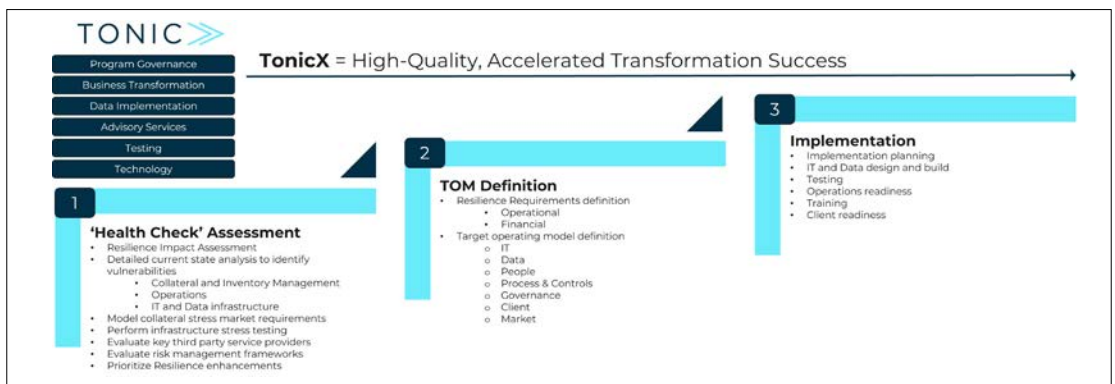 TONIC
Program Governance
Business Transformation
Data Implementation
Advisory Services
Testing
Technology
TonicX = High-Quality, Accelerated Transformation Success
1
‘Health Check’ Assessment
• Resilience Impact Assessment
• Detailed current state analysis to identify
vulnerabilities
• Collateral and Inventory Management
• Operations
• IT and Data infrastructure
• Model collateral stress market requirements
• Perform infrastructure stress testing
• Evaluate key third party service providers
• Evaluate risk management frameworks
• Prioritize Resilience enhancements
2
TOM Definition
• Resilience Requirements definition
• Operational
• Financial
• Target operating model definition
o IT
o Data
o People
o Process & Controls
o Governance
o Client
o Market
3
Implementation
• Implementation planning
• IT and Data design and build
• Testing
• Operations readiness
• Training
• Client readiness